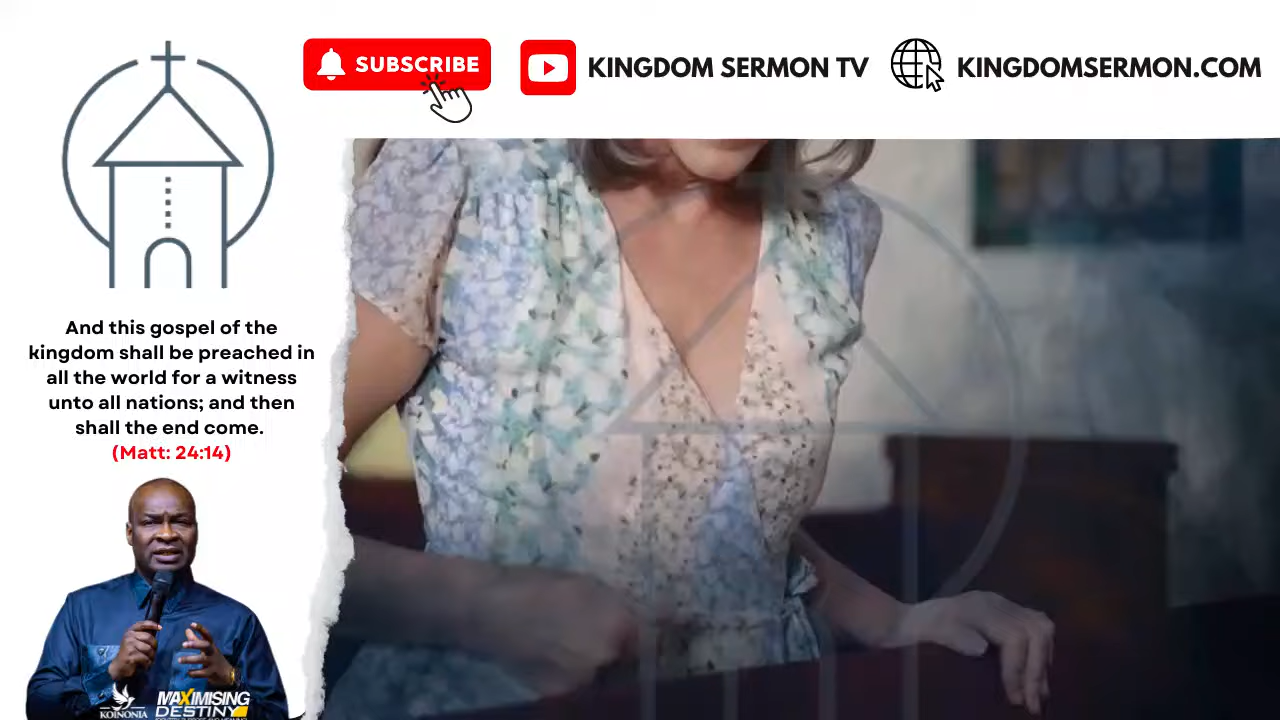 SUBSCRIBE
KINGDOM SERMON TV
KINGDOMSERMON.COM
And this gospel of the
kingdom shall be preached in
all the world for a witness
unto all nations; and then
shall the end come.
(Matt: 24:14)
KOINONIA
MAXIMISING
DESTINY